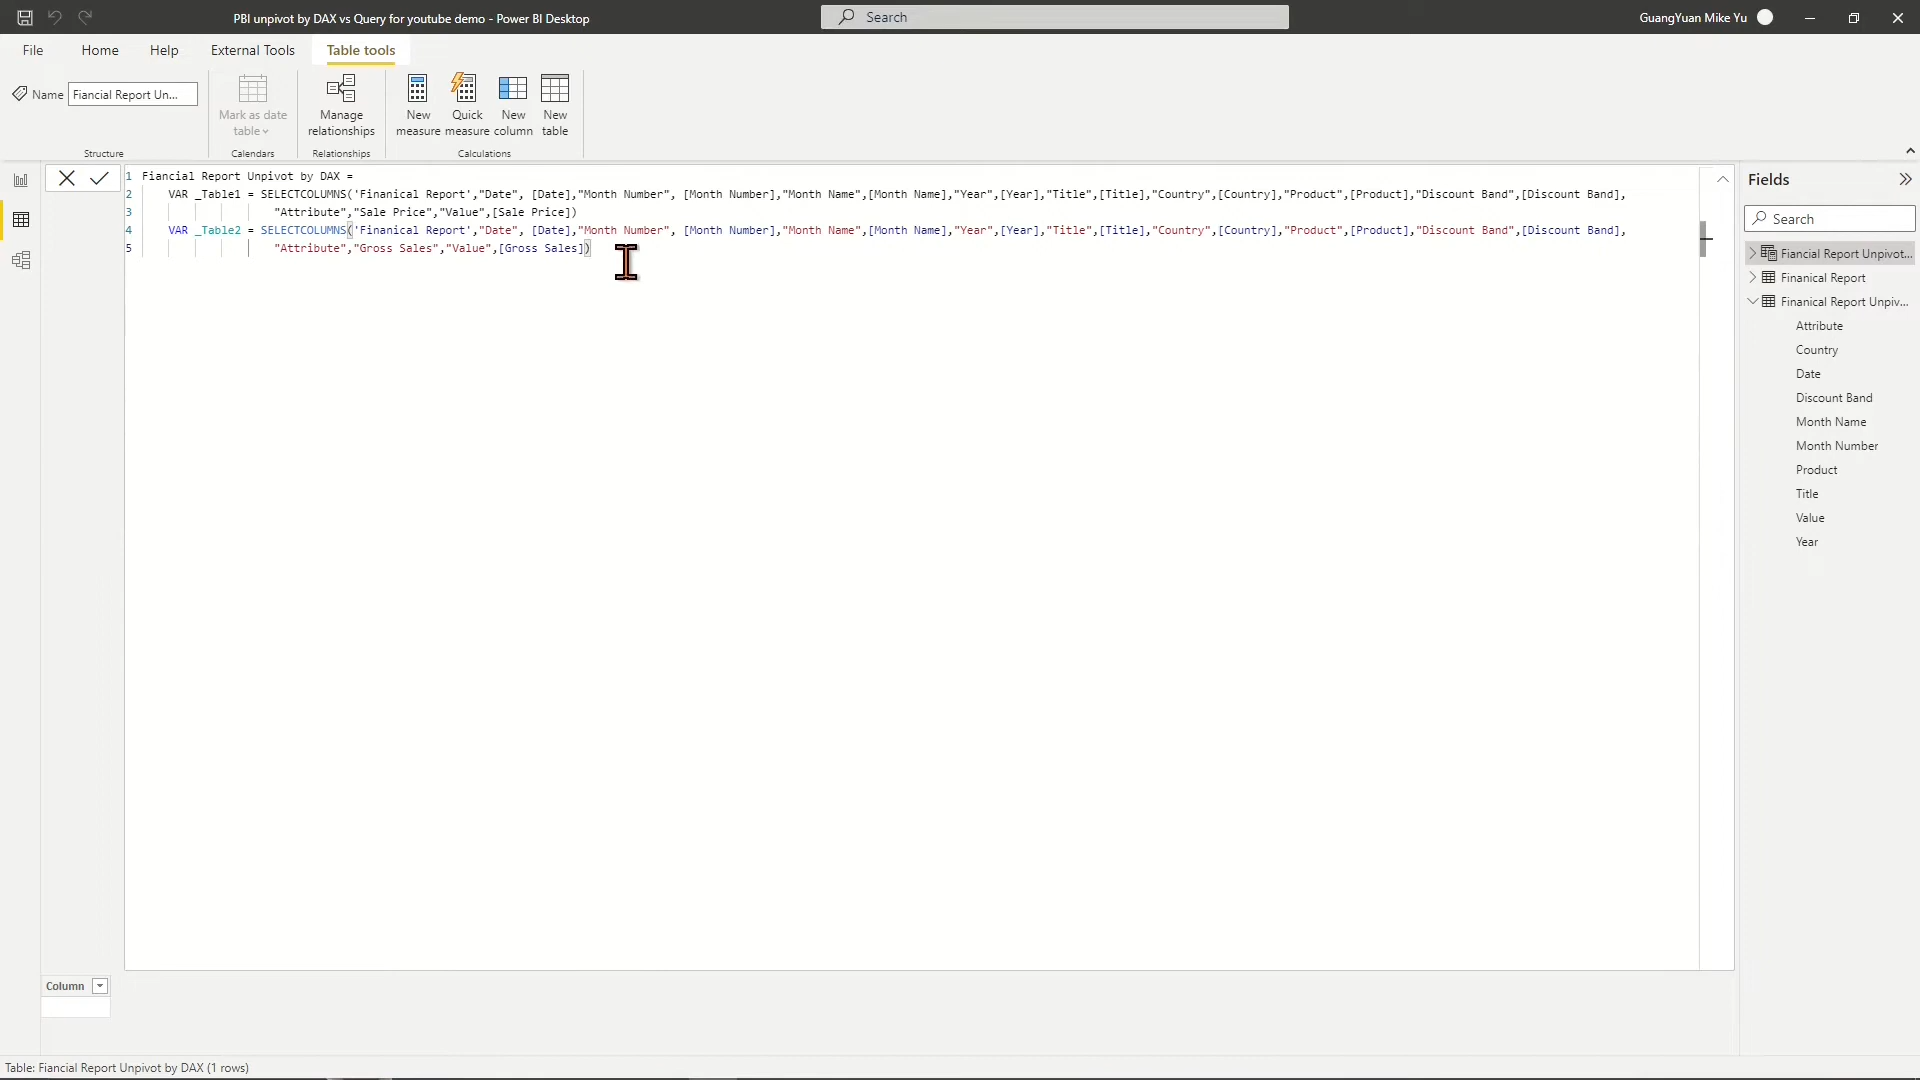 PBI unpivot by DAX vs Query for youtube demo - Power BI Desktop
Search
GuangYuan Mike Yu
File
Home
Help
External Tools
Table tools
Name
Fiancial Report Un...
Mark as date
table
Manage
relationships
New
measure
Quick
measure
New
column
New
table
Structure
Calendars
Relationships
Calculations
1 Fiancial Report Unpivot by DAX =
2 VAR _Table1 = SELECTCOLUMNS('Finanical Report',"Date", [Date],"Month Number", [Month Number],"Month Name",[Month Name],"Year",[Year],"Title",[Title],"Country",[Country],"Product",[Product],"Discount Band",[Discount Band],
3 "Attribute","Sale Price","Value",[Sale Price])
4 VAR _Table2 = SELECTCOLUMNS('Finanical Report',"Date", [Date],"Month Number", [Month Number],"Month Name",[Month Name],"Year",[Year],"Title",[Title],"Country",[Country],"Product",[Product],"Discount Band",[Discount Band],
5 "Attribute","Gross Sales","Value",[Gross Sales])
Fields
Search
Fiancial Report Unpivot...
Finanical Report
Finanical Report Unpiv...
Attribute
Country
Date
Discount Band
Month Name
Month Number
Product
Title
Value
Year
Column
Table: Fiancial Report Unpivot by DAX (1 rows)